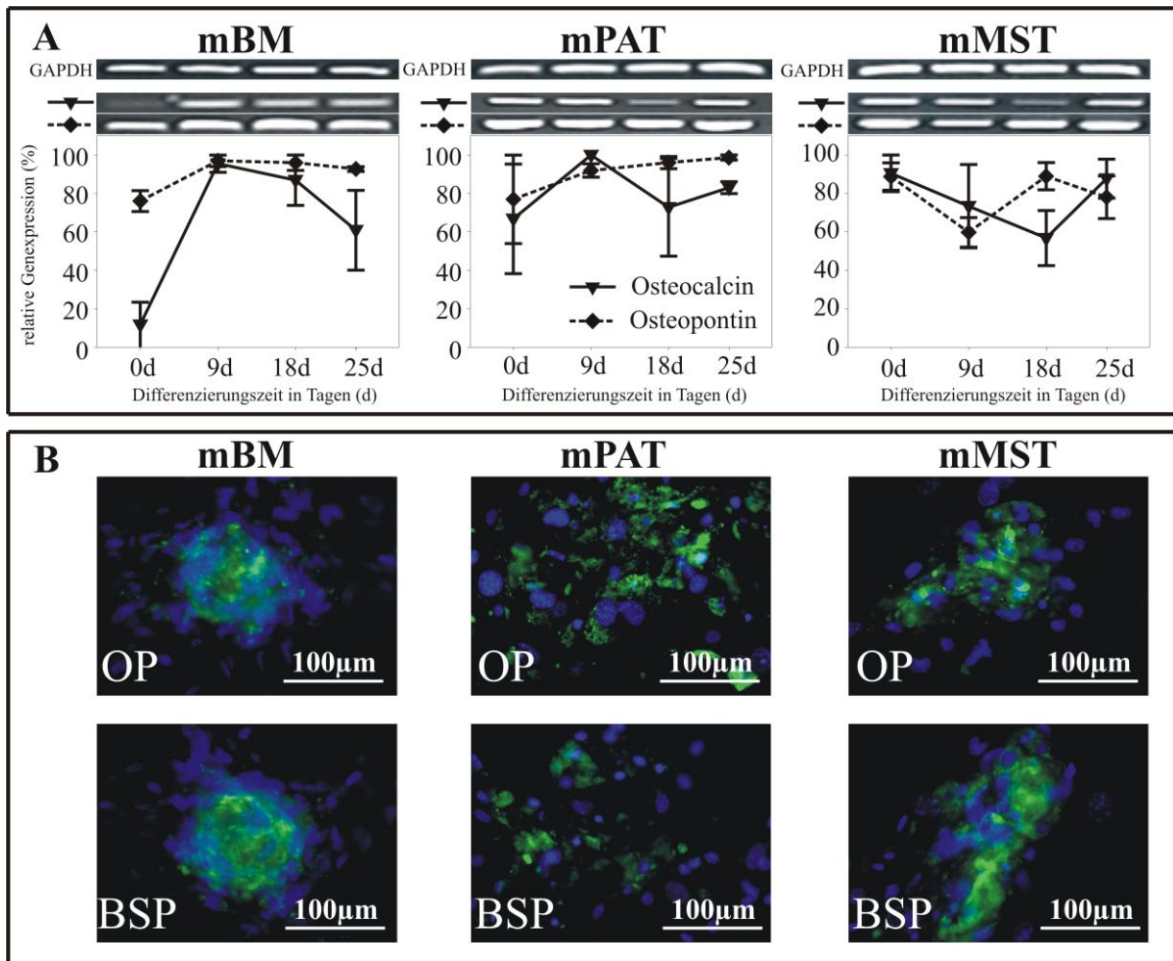 A
mBM mPAT mMST
GAPDH GAPDH GAPDH
relative Genexpression (%)
100 100 100
80 80 80
60 60 60
40 40 40
20 20 20
0 0 0
Osteocalcin
Osteopontin
0d 9d 18d 25d 0d 9d 18d 25d 0d 9d 18d 25d
Differenzierungszeit in Tagen (d) Differenzierungszeit in Tagen (d) Differenzierungszeit in Tagen (d)
B
mBM mPAT mMST
OP 100µm OP 100µm OP 100µm
BSP 100µm BSP 100µm BSP 100µm